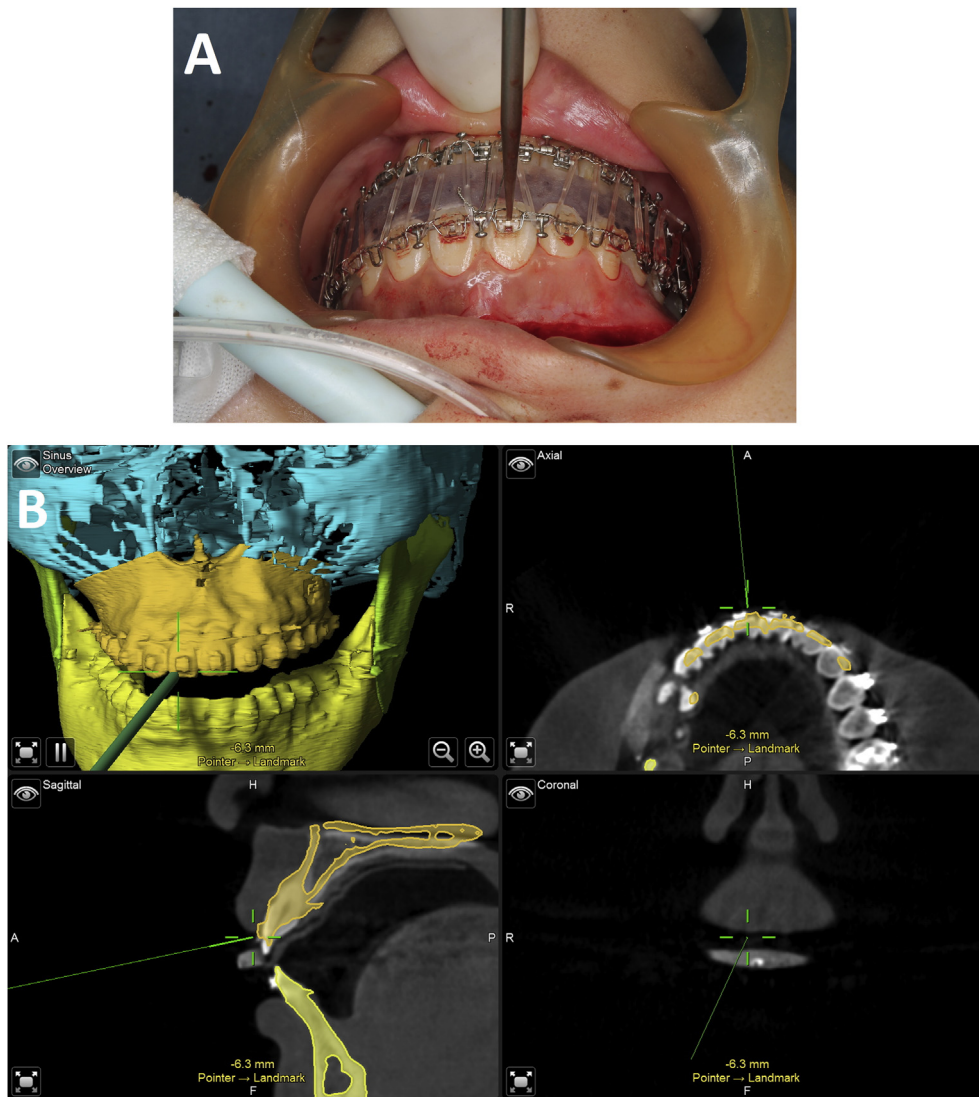 A
B
Sinus
Overview
-6.3 mm
Pointer → Landmark
Axial
A
R
-6.3 mm
Pointer → Landmark
P
Sagittal
H
A
P
-6.3 mm
Pointer → Landmark
F
Coronal
H
R
-6.3 mm
Pointer → Landmark
F